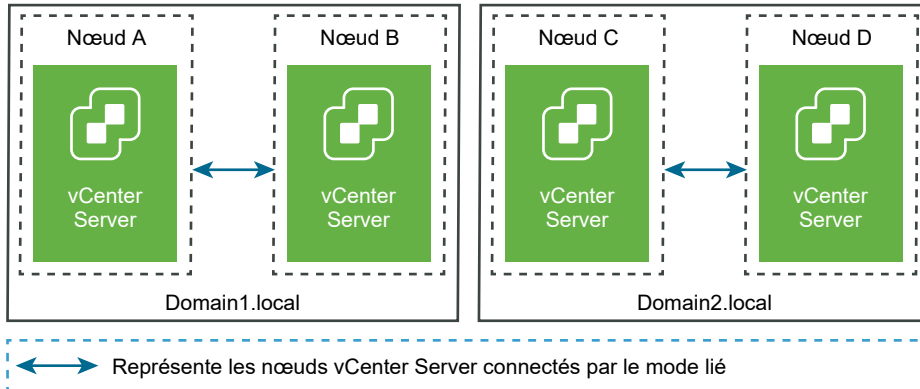 Nœud A
Nœud B
Nœud C
Nœud D
vCenter
Server
vCenter
Server
vCenter
Server
vCenter
Server
Domain1.local
Domain2.local
Représente les nœuds vCenter Server connectés par le mode lié